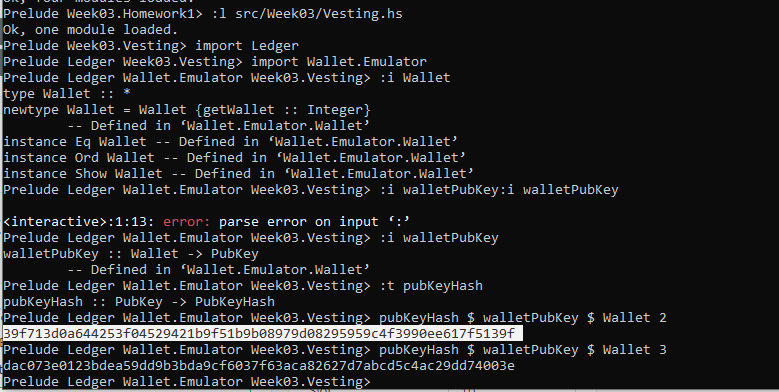 Ok, four modules loaded.
Prelude Week03.Homework1> :l src/Week03/Vesting.hs
Ok, one module loaded.
Prelude Week03.Vesting> import Ledger
Prelude Ledger Week03.Vesting> import Wallet.Emulator
Prelude Ledger Wallet.Emulator Week03.Vesting> :i Wallet
type Wallet :: *
newtype Wallet = Wallet {getWallet :: Integer}
        -- Defined in ‘Wallet.Emulator.Wallet’
instance Eq Wallet -- Defined in ‘Wallet.Emulator.Wallet’
instance Ord Wallet -- Defined in ‘Wallet.Emulator.Wallet’
instance Show Wallet -- Defined in ‘Wallet.Emulator.Wallet’
Prelude Ledger Wallet.Emulator Week03.Vesting> :i walletPubKey:i walletPubKey
<interactive>:1:13: error: parse error on input ‘:’
Prelude Ledger Wallet.Emulator Week03.Vesting> :i walletPubKey
walletPubKey :: Wallet -> PubKey
        -- Defined in ‘Wallet.Emulator.Wallet’
Prelude Ledger Wallet.Emulator Week03.Vesting> :t pubKeyHash
pubKeyHash :: PubKey -> PubKeyHash
Prelude Ledger Wallet.Emulator Week03.Vesting> pubKeyHash $ walletPubKey $ Wallet 2
39f713d0a644253f04529421b9f51b9b08979d08295959c4f3990ee617f5139f
Prelude Ledger Wallet.Emulator Week03.Vesting> pubKeyHash $ walletPubKey $ Wallet 3
dac073e0123bdea59dd9b3bda9cf6037f63aca82627d7abcd5c4ac29dd74003e
Prelude Ledger Wallet.Emulator Week03.Vesting>